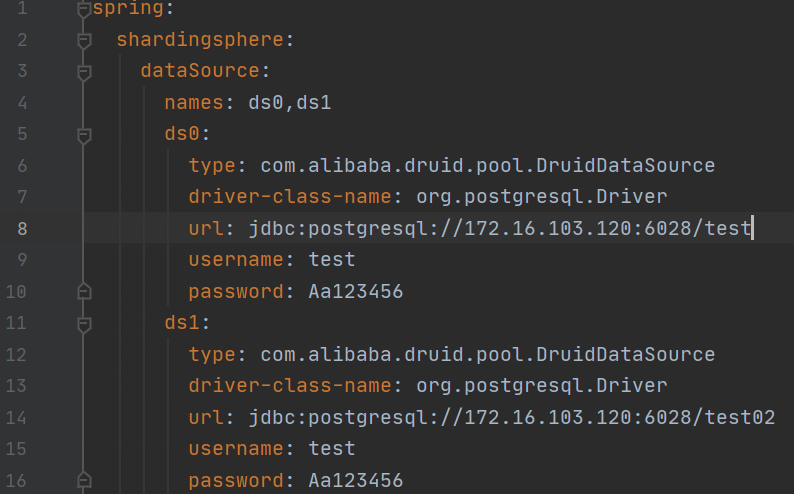 1 spring:
2 shardingsphere:
3 dataSource:
4 names: ds0,ds1
5 ds0:
6 type: com.alibaba.druid.pool.DruidDataSource
7 driver-class-name: org.postgresql.Driver
8 url: jdbc:postgresql://172.16.103.120:6028/test
9 username: test
10 password: Aa123456
11 ds1:
12 type: com.alibaba.druid.pool.DruidDataSource
13 driver-class-name: org.postgresql.Driver
14 url: jdbc:postgresql://172.16.103.120:6028/test02
15 username: test
16 password: Aa123456